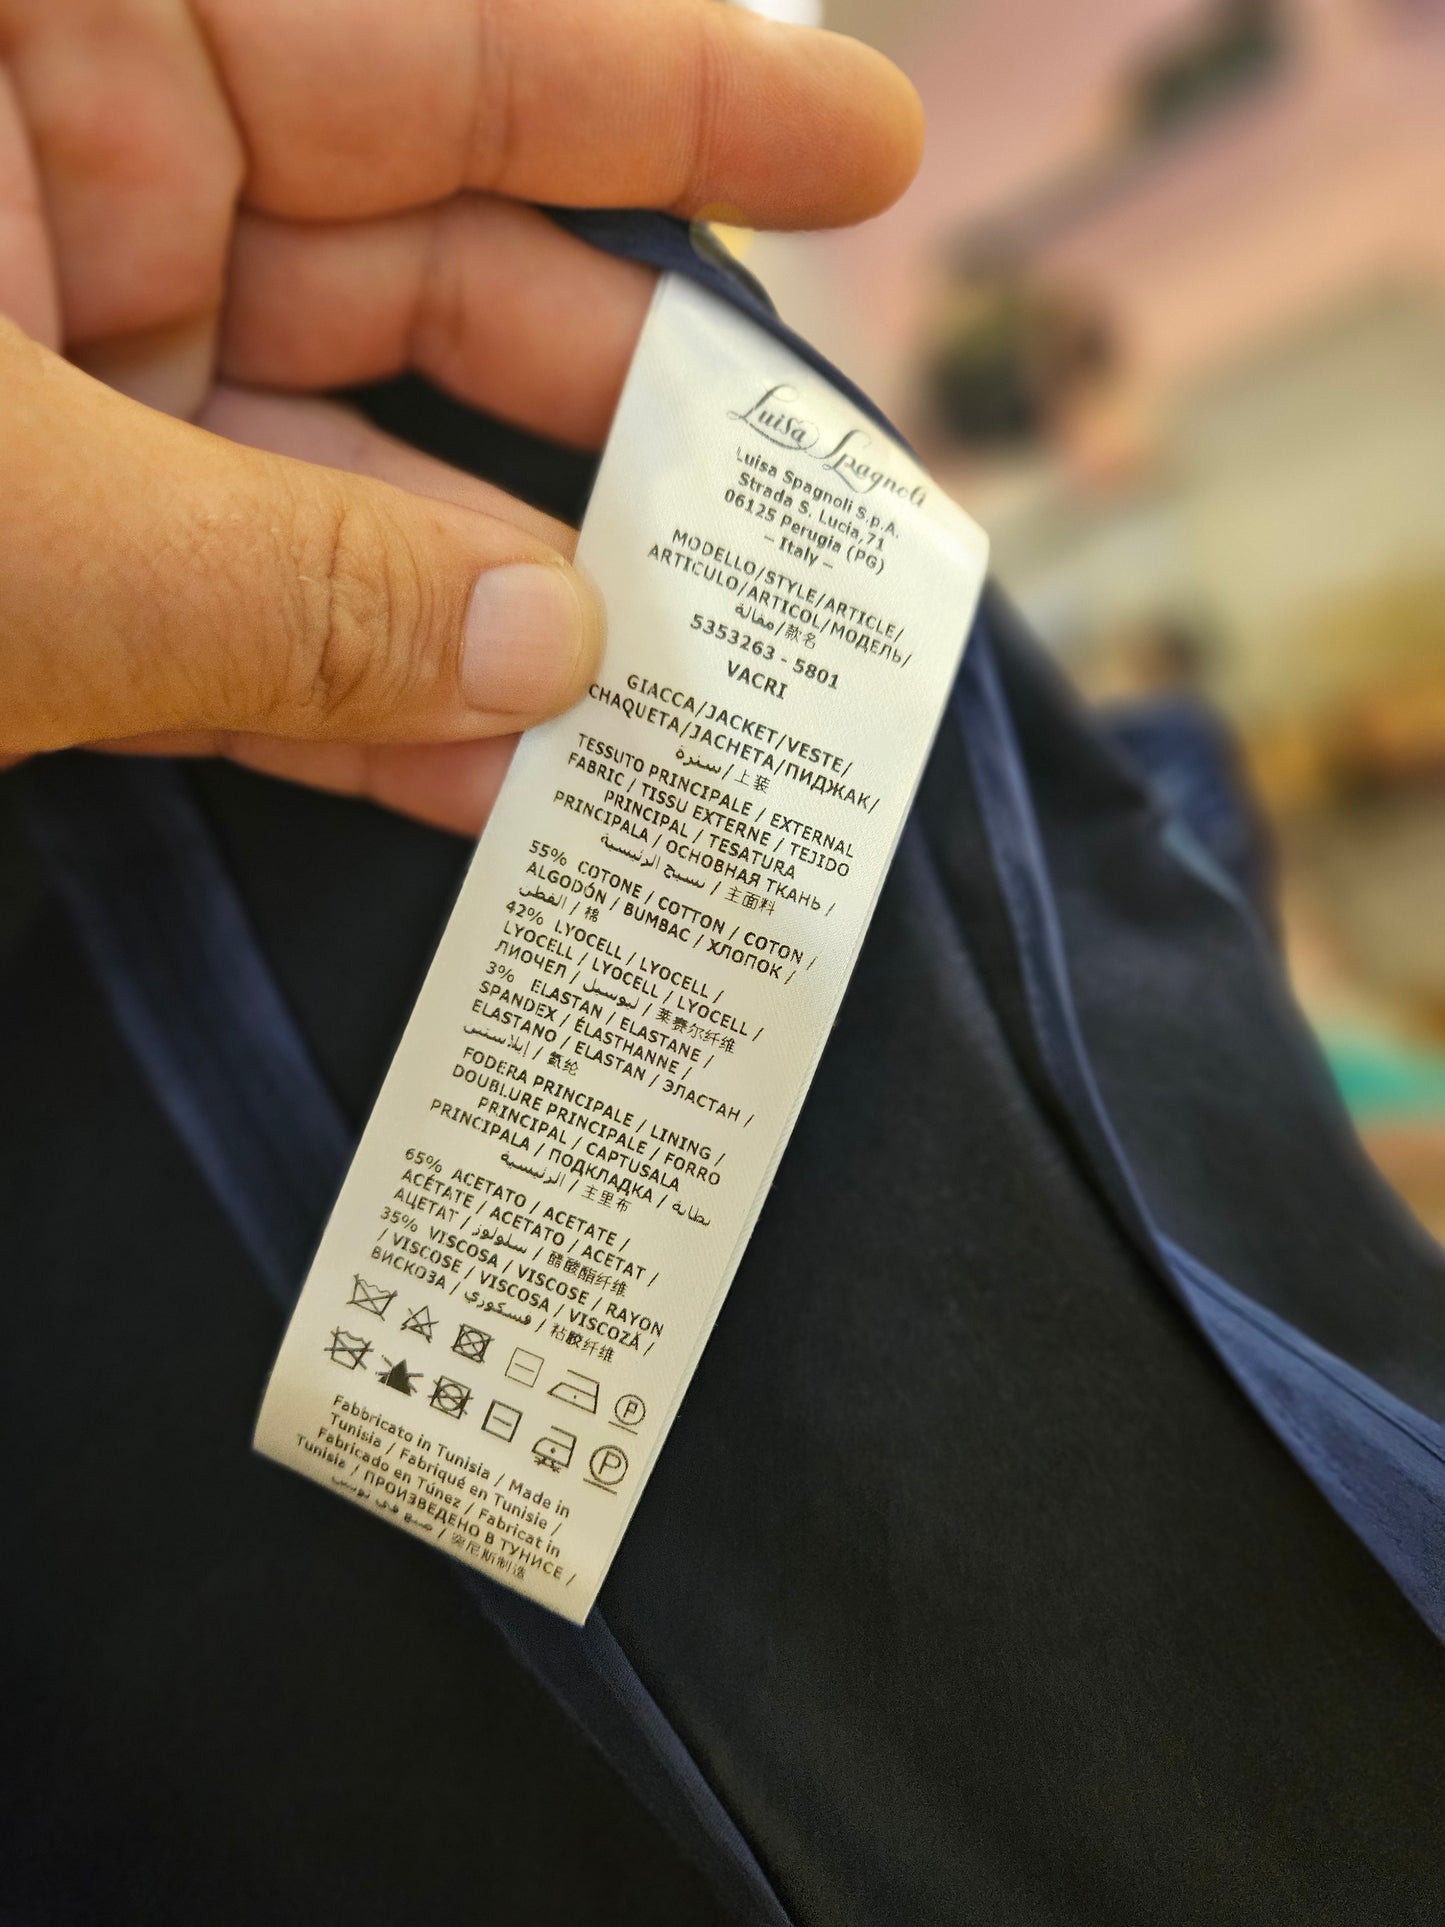 Luisa Spagnoli
Luisa Spagnoli S.p.A.
Strada S. Lucia,71
06125 Perugia (PG)
– Italy –
MODELLO/STYLE/ARTICLE/
ARTICULO/ARTICOL/МОДЕЛЬ/
مقالة/款名
5353263 - 5801
VACRI
GIACCA/JACKET/VESTE/
CHAQUETA/JACHETA/ПИДЖАК/
سترة/上装
TESSUTO PRINCIPALE / EXTERNAL
FABRIC / TISSU EXTERNE / TEJIDO
PRINCIPAL / TESATURA
PRINCIPALA / ОСНОВНАЯ ТКАНЬ /
نسيج الرئيسية / 主面料
55% COTONE / COTTON / COTON /
ALGODÓN / BUMBAC / ХЛОПОК /
القطن / 棉
42% LYOCELL / LYOCELL /
LYOCELL / LYOCELL / LYOCELL /
ЛИОЧЕЛ / ليوسيل / 莱赛尔纤维
3% ELASTAN / ELASTANE /
SPANDEX / ÉLASTHANNE /
ELASTANO / ELASTAN / ЭЛАСТАН /
إيلاستين / 氨纶
FODERA PRINCIPALE / LINING /
DOUBLURE PRINCIPALE / FORRO
PRINCIPAL / CAPTUSALA
PRINCIPALA / ПОДКЛАДКА / بطانة
الرئيسية / 主里布
65% ACETATO / ACETATE /
ACÉTATE / ACETATO / ACETAT /
АЦЕТАТ / سلولوز / 醋酸酯纤维
35% VISCOSA / VISCOSE / RAYON
/ VISCOSE / VISCOSA / VISCOZĂ /
ВИСКОЗА / فسكوزي / 粘胶纤维
P
P
Fabbricato in Tunisia / Made in
Tunisia / Fabriqué en Tunisie /
Fabricado en Túnez / Fabricat in
Tunisia / ПРОИЗВЕДЕНО В ТУНИСЕ /
صنع في تونس / 突尼斯制造